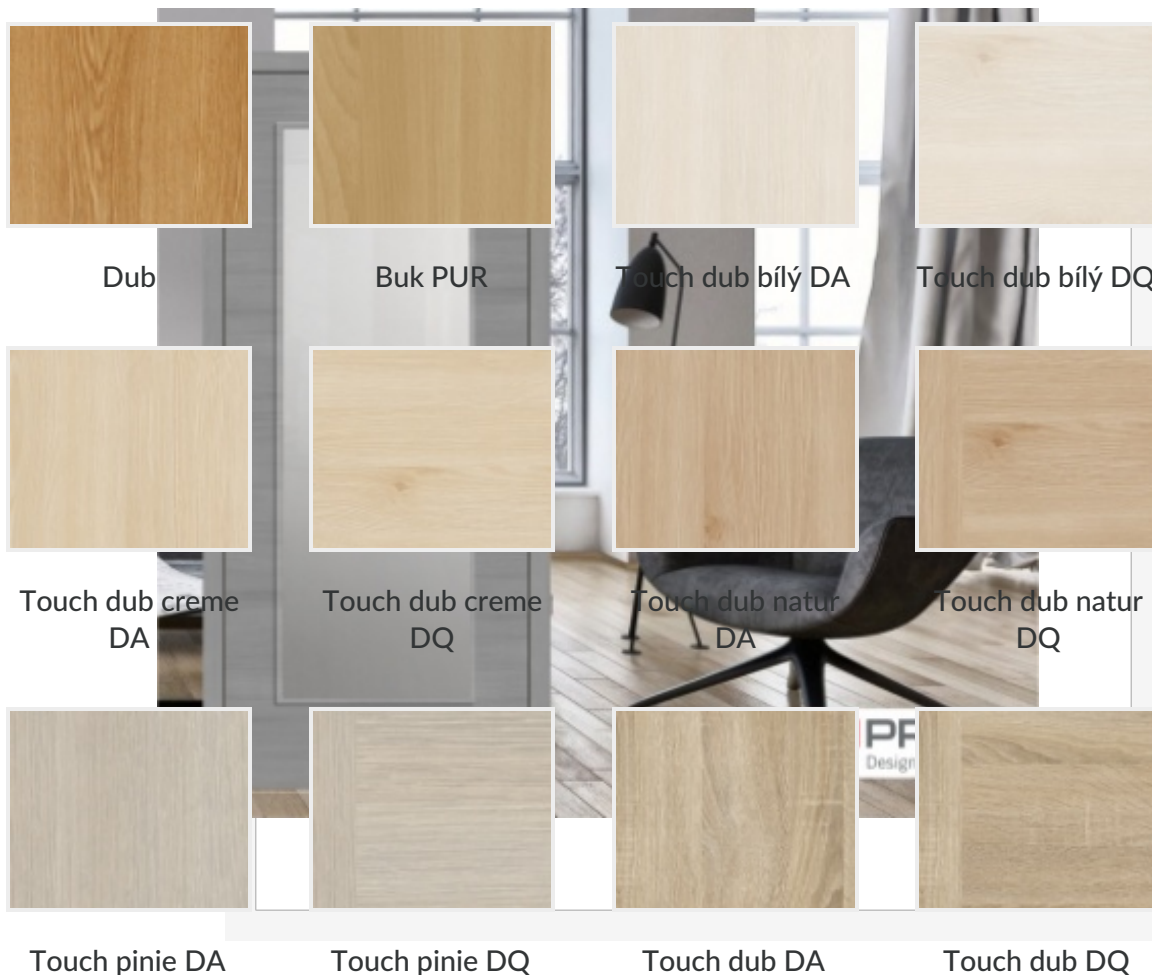 Dub
Buk PUR
Touch dub bílý DA
Touch dub bílý DQ
Touch dub creme
DA
Touch dub creme
DQ
Touch dub natur
DA
Touch dub natur
DQ
PR
Design
Touch pinie DA
Touch pinie DQ
Touch dub DA
Touch dub DQ